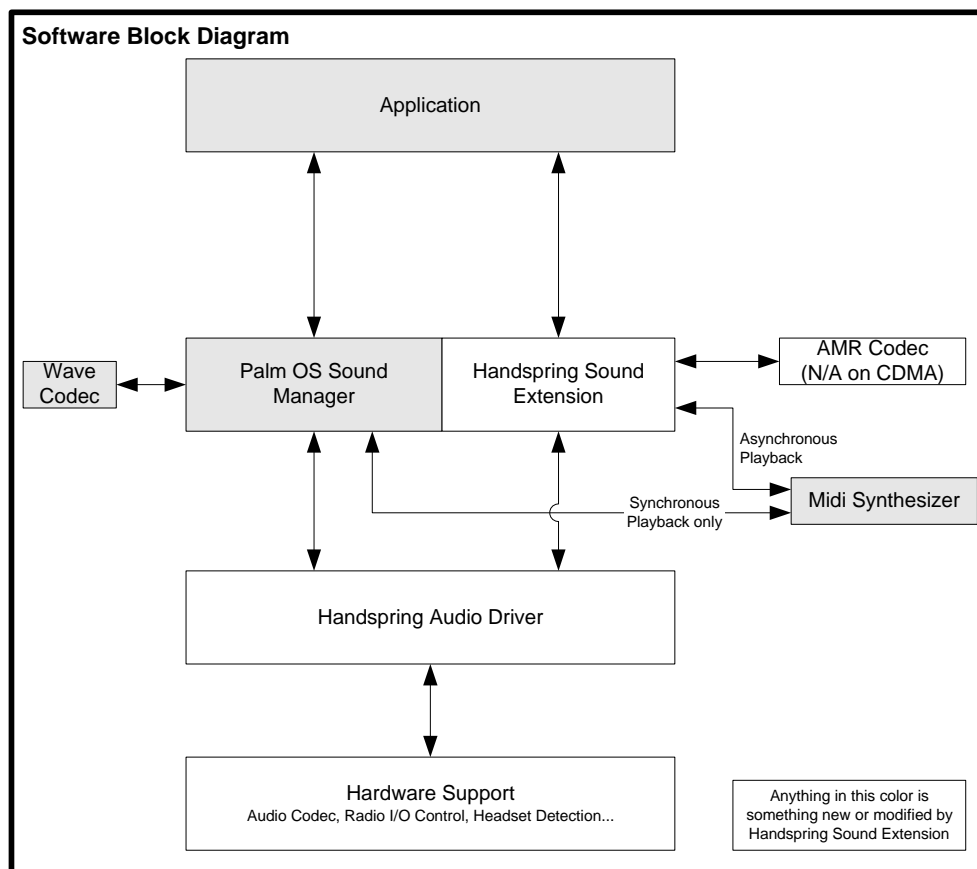 Software Block Diagram
Application
Wave
Codec
Palm OS Sound
Manager
Handspring Sound
Extension
AMR Codec
(N/A on CDMA)
Asynchronous
Playback
Midi Synthesizer
Synchronous
Playback only
Handspring Audio Driver
Hardware Support
Audio Codec, Radio I/O Control, Headset Detection...
Anything in this color is
something new or modified by
Handspring Sound Extension